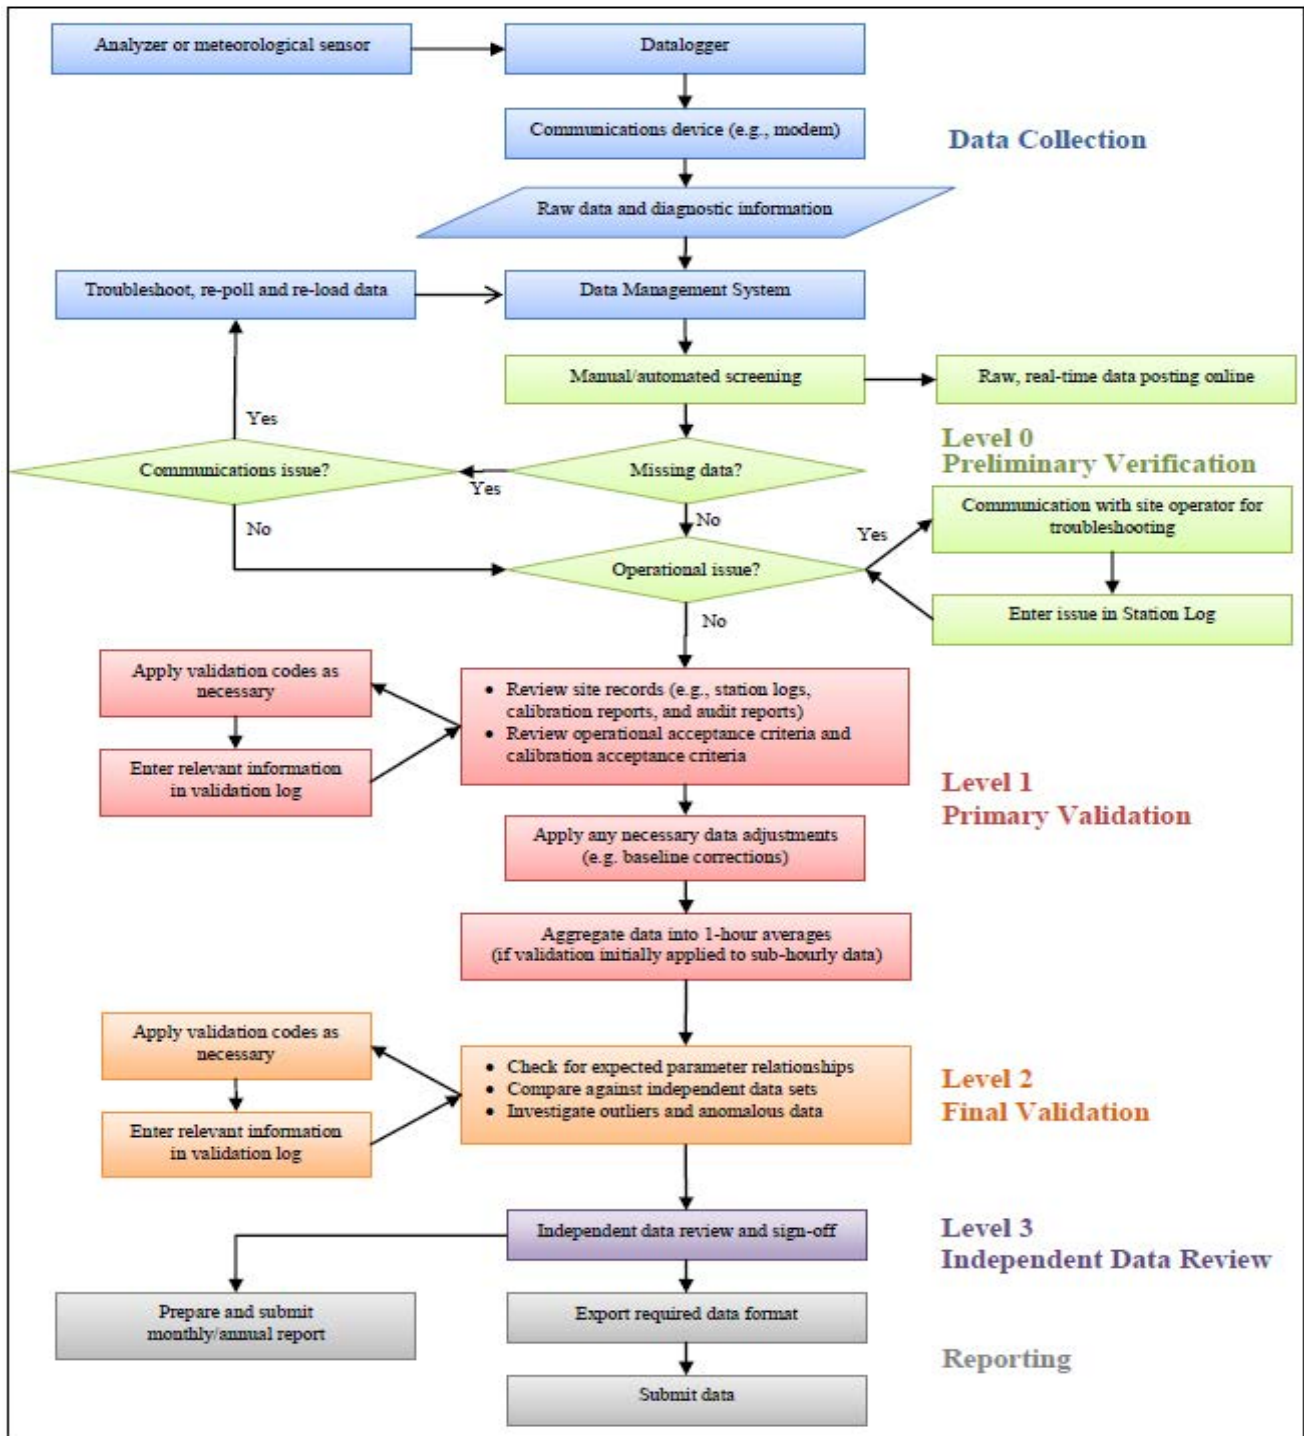 Analyzer or meteorological sensor
Datalogger
Communications device (e.g., modem)
Data Collection
Raw data and diagnostic information
Troubleshoot, re-poll and re-load data
Data Management System
Manual/automated screening
Raw, real-time data posting online
Yes
Level 0
Preliminary Verification
Communications issue?
Yes
Missing data?
No
No
Communication with site operator for
troubleshooting
Yes
Operational issue?
Enter issue in Station Log
No
Apply validation codes as
necessary
Enter relevant information
in validation log
• Review site records (e.g., station logs,
calibration reports, and audit reports)
• Review operational acceptance criteria and
calibration acceptance criteria
Level 1
Primary Validation
Apply any necessary data adjustments
(e.g. baseline corrections)
Aggregate data into 1-hour averages
(if validation initially applied to sub-hourly data)
Apply validation codes as
necessary
Enter relevant information
in validation log
• Check for expected parameter relationships
• Compare against independent data sets
• Investigate outliers and anomalous data
Level 2
Final Validation
Independent data review and sign-off
Level 3
Independent Data Review
Prepare and submit
monthly/annual report
Export required data format
Reporting
Submit data